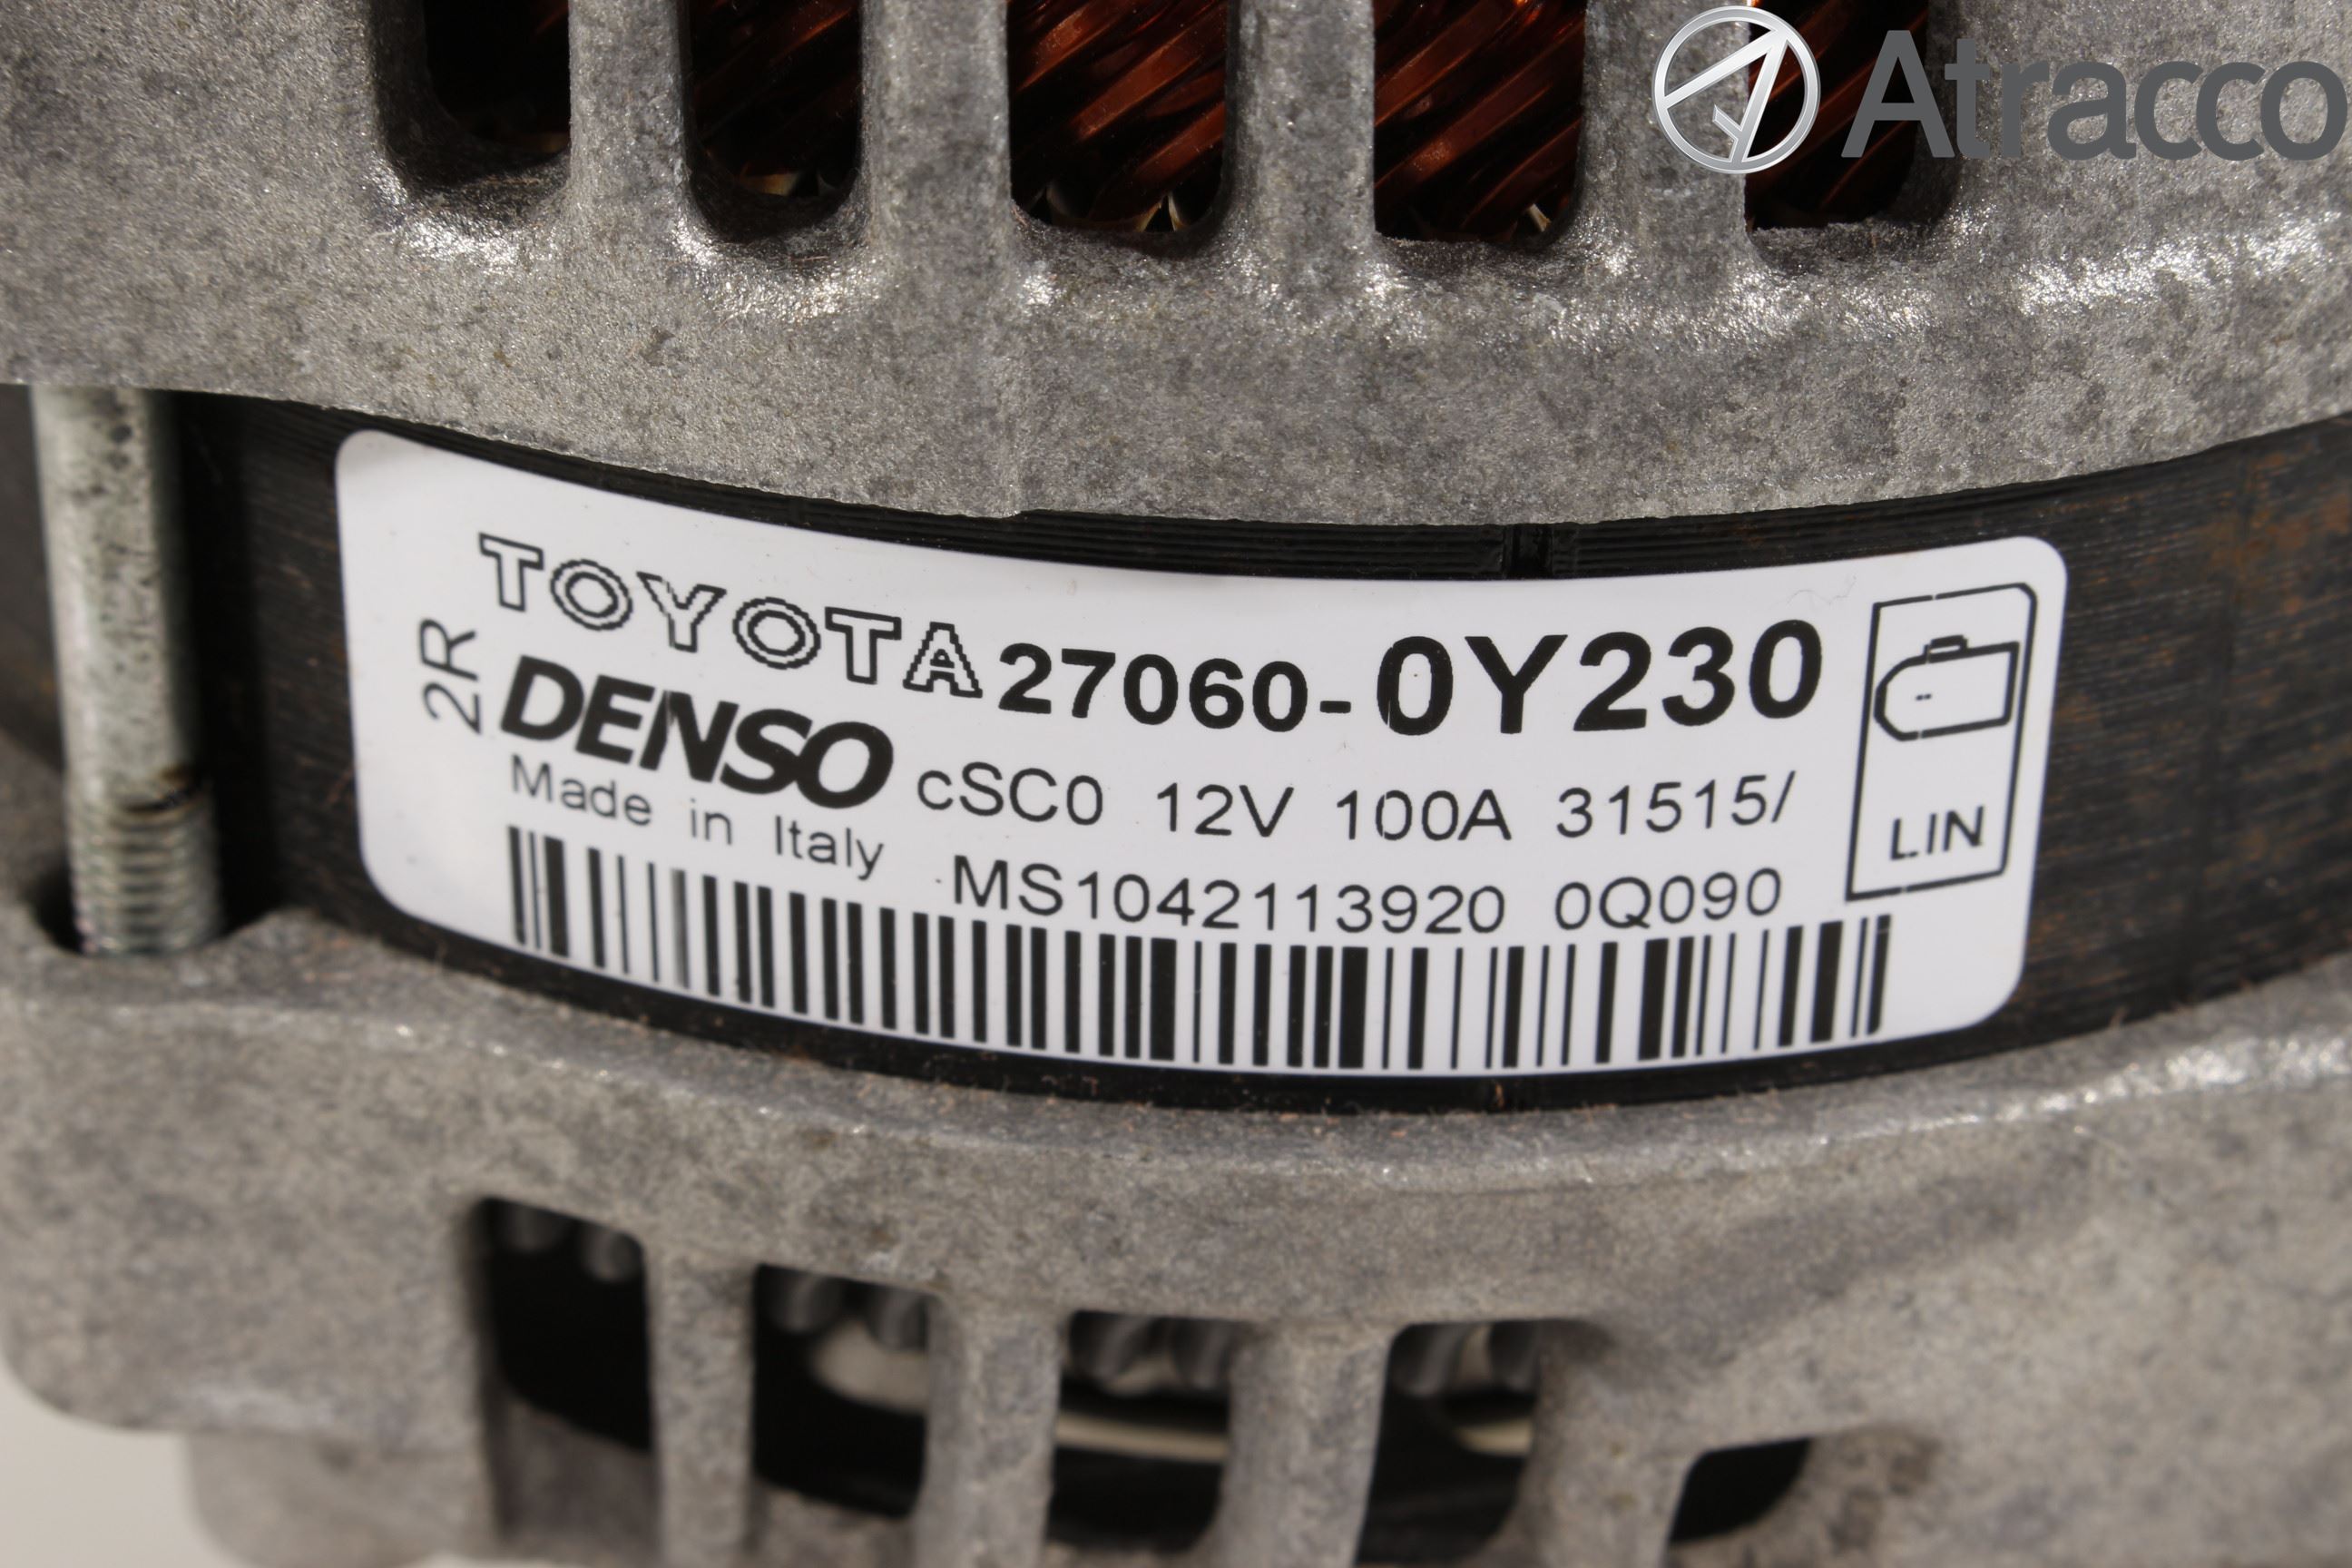 Atracco
TOYOTA 27060-0Y230
2R
DENSO cSC0 12V 100A 31515/
Made in Italy MS1042113920 0Q090
LIN